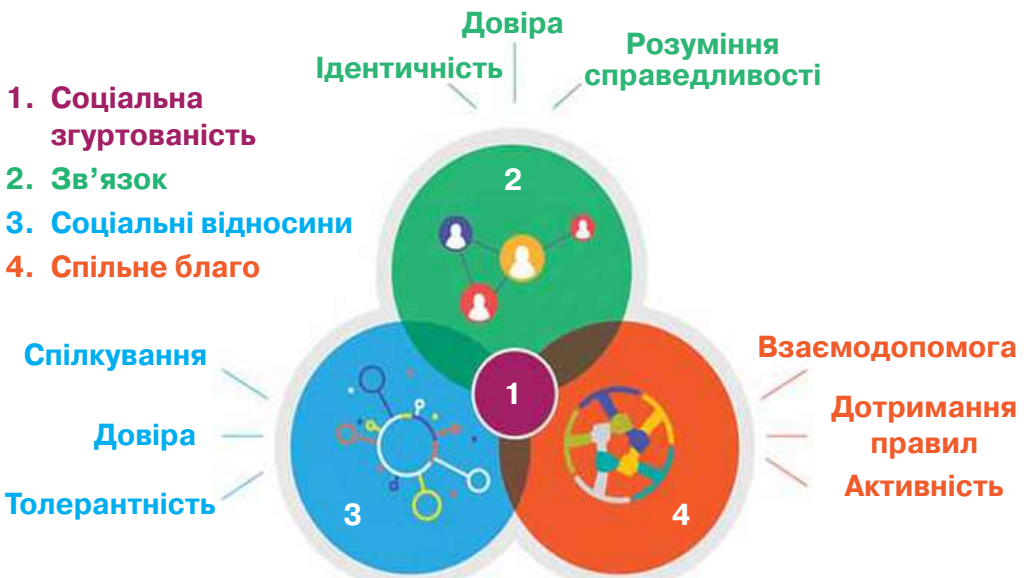 Довіра
Ідентичність
Розуміння
справедливості
1. Соціальна
згуртованість
2. Зв’язок
3. Соціальні відносини
4. Спільне благо
2
Спілкування
Довіра
Толерантність
1
3
4
Взаємодопомога
Дотримання
правил
Активність